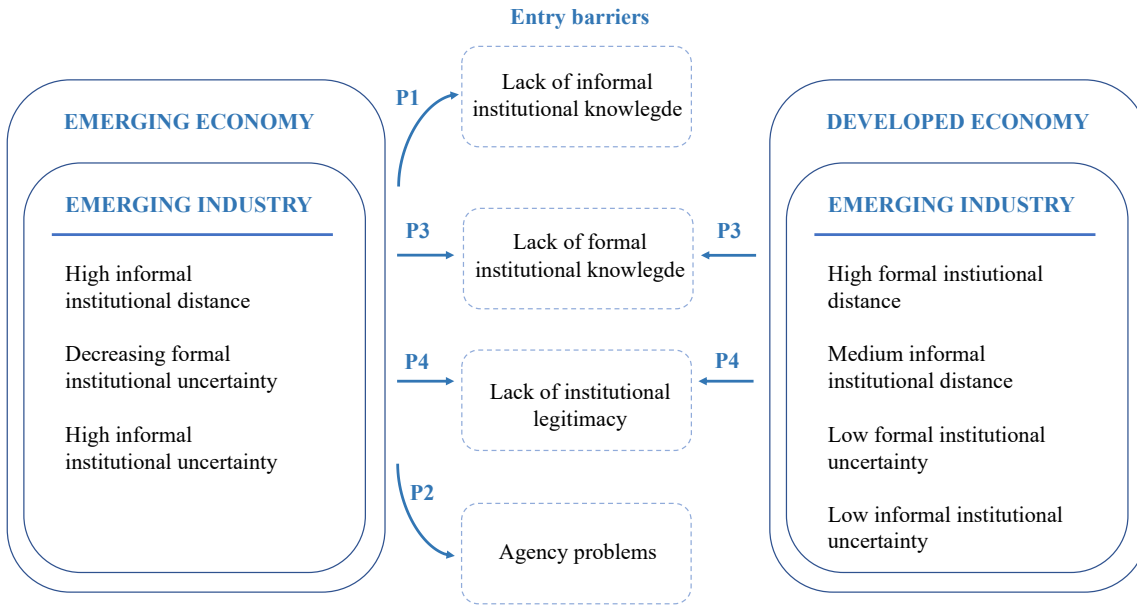 Entry barriers
EMERGING ECONOMY
EMERGING INDUSTRY
High informal
institutional distance
Decreasing formal
institutional uncertainty
High informal
institutional uncertainty
P1
P3
P4
P2
Lack of informal
institutional knowlegde
Lack of formal
institutional knowlegde
Lack of institutional
legitimacy
Agency problems
P3
P4
DEVELOPED ECONOMY
EMERGING INDUSTRY
High formal instiutional
distance
Medium informal
institutional distance
Low formal institutional
uncertainty
Low informal institutional
uncertainty